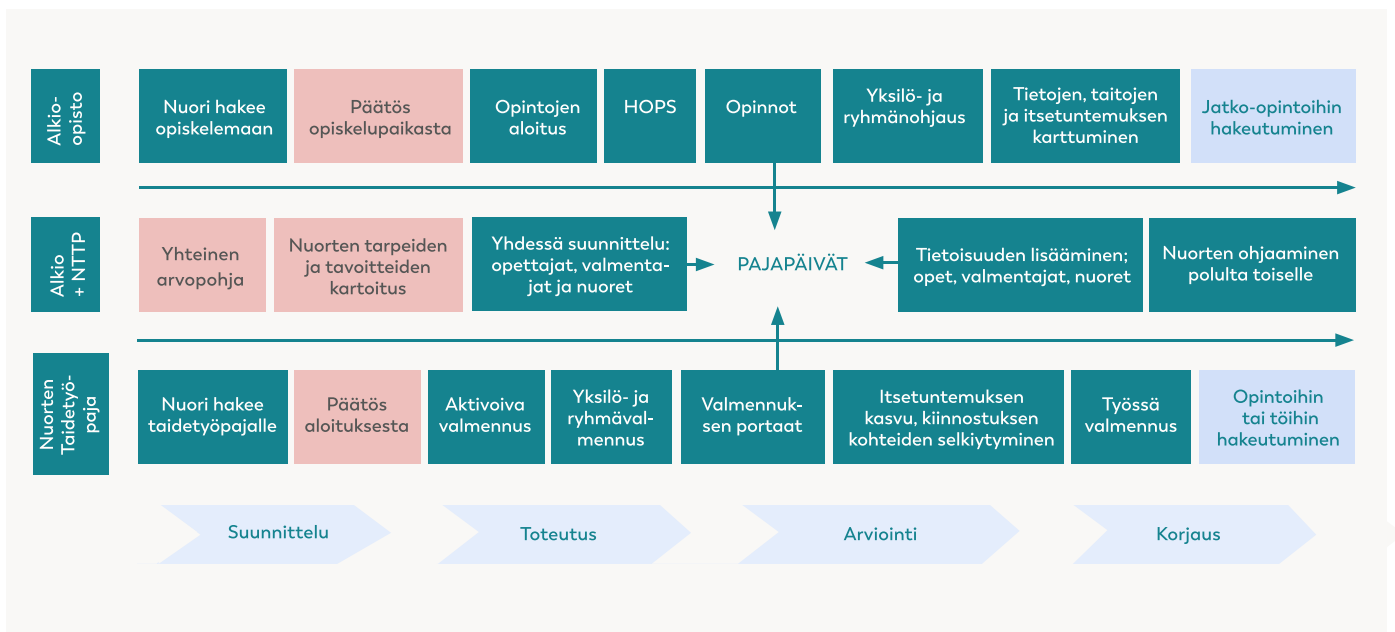 Alkio-
opisto
Nuori hakee
opiskelemaan
Päätös
opiskelupaikasta
Opintojen
aloitus
HOPS
Opinnot
Yksilö- ja
ryhmänohjaus
Tietojen, taitojen
ja itsetuntemuksen
karttuminen
Jatko-opintoihin
hakeutuminen
Alkio
+ NTTP
Yhteinen
arvopohja
Nuorten tarpeiden
ja tavoitteiden
kartoitus
Yhdessä suunnittelu:
opettajat, valmenta-
jat ja nuoret
PAJAPÄIVÄT
Tietoisuuden lisääminen;
opet, valmentajat, nuoret
Nuorten ohjaaminen
polulta toiselle
Nuorten
Taidetyö-
paja
Nuori hakee
taidetyöpajalle
Päätös
aloituksesta
Aktivoiva
valmennus
Yksilö- ja
ryhmäval-
mennus
Valmennuk-
sen portaat
Itsetuntemuksen
kasvu, kiinnostuksen
kohteiden selkiytyminen
Työssä
valmennus
Opintoihin
tai töihin
hakeutuminen
Suunnittelu
Toteutus
Arviointi
Korjaus